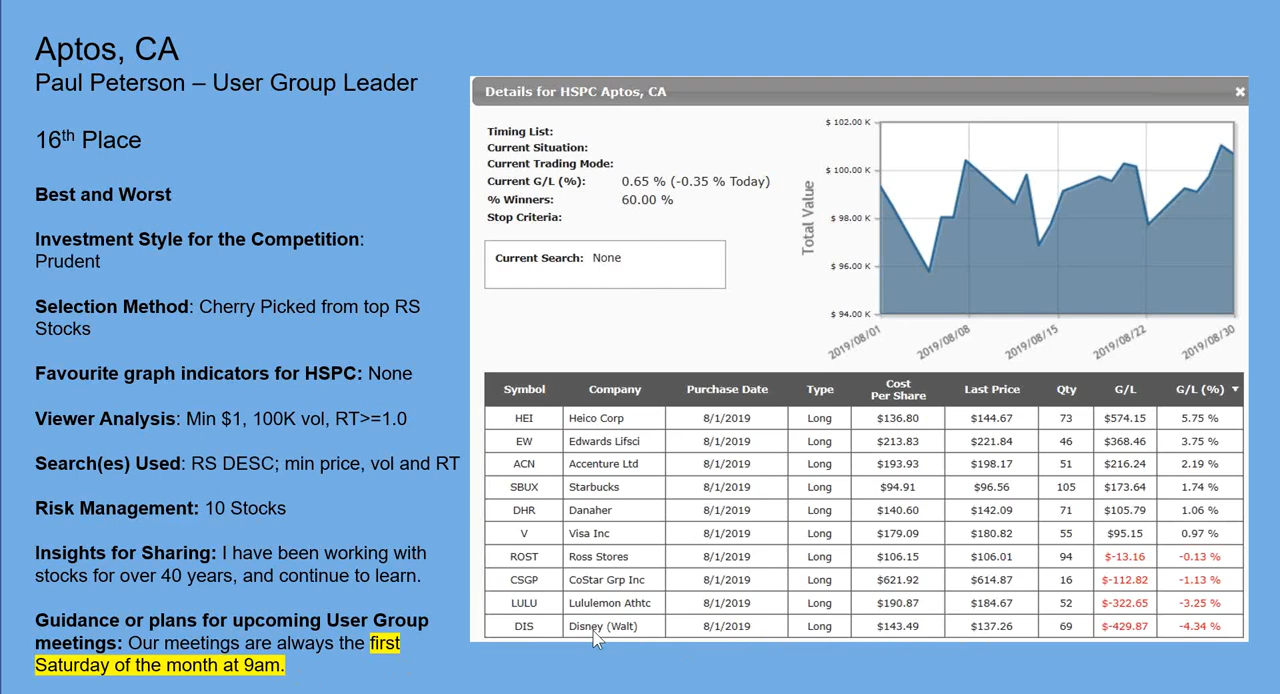 Aptos, CA
Paul Peterson – User Group Leader
16th Place
Best and Worst
Investment Style for the Competition:
Prudent
Selection Method: Cherry Picked from top RS
Stocks
Favourite graph indicators for HSPC: None
Viewer Analysis: Min $1, 100K vol, RT>=1.0
Search(es) Used: RS DESC; min price, vol and RT
Risk Management: 10 Stocks
Insights for Sharing: I have been working with
stocks for over 40 years, and continue to learn.
Guidance or plans for upcoming User Group
meetings: Our meetings are always the first
Saturday of the month at 9am.
Details for HSPC Aptos, CA
Timing List:
Current Situation:
Current Trading Mode:
Current G/L (%): 0.65 % (-0.35 % Today)
% Winners: 60.00 %
Stop Criteria:
Current Search: None
Total Value
$ 102.00 K
$ 100.00 K
$ 98.00 K
$ 96.00 K
$ 94.00 K
2019/08/01 2019/08/08 2019/08/15 2019/08/22 2019/08/30
Symbol Company Purchase Date Type Cost Per Share Last Price Qty G/L G/L (%)
HEI Heico Corp 8/1/2019 Long $136.80 $144.67 73 $574.15 5.75 %
EW Edwards Lifsci 8/1/2019 Long $213.83 $221.84 46 $368.46 3.75 %
ACN Accenture Ltd 8/1/2019 Long $193.93 $198.17 51 $216.24 2.19 %
SBUX Starbucks 8/1/2019 Long $94.91 $96.56 105 $173.64 1.74 %
DHR Danaher 8/1/2019 Long $140.60 $142.09 71 $105.79 1.06 %
V Visa Inc 8/1/2019 Long $179.09 $180.82 55 $95.15 0.97 %
ROST Ross Stores 8/1/2019 Long $106.15 $106.01 94 $-13.16 -0.13 %
CSGP CoStar Grp Inc 8/1/2019 Long $621.92 $614.87 16 $-112.82 -1.13 %
LULU Lululemon Athtc 8/1/2019 Long $190.87 $184.67 52 $-322.65 -3.25 %
DIS Disney (Walt) 8/1/2019 Long $143.49 $137.26 69 $-429.87 -4.34 %